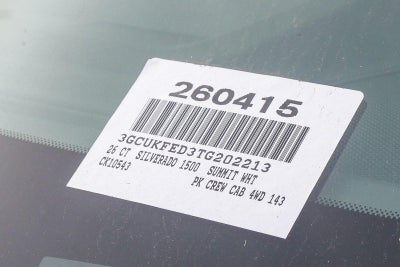 260415
3GCUKFED3TG202213
26 CT SILVERADO 1500 SUMMIT WHT
CK10543 PK CREW CAB 4WD 143